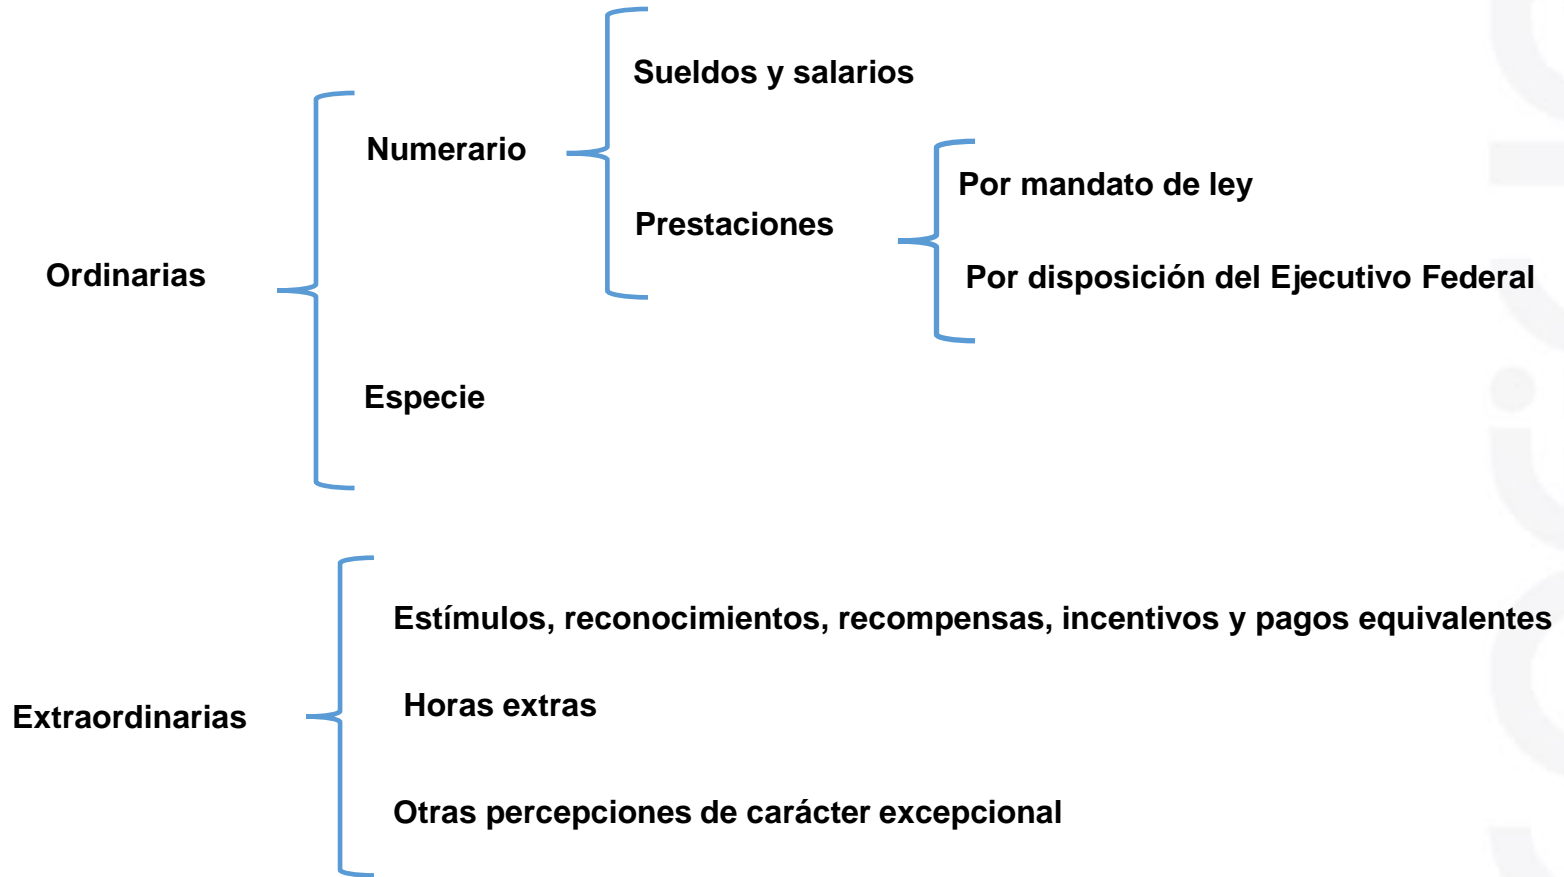 Sueldos y salarios
Numerario
Por mandato de ley
Prestaciones
Ordinarias
Por disposición del Ejecutivo Federal
Especie
Estímulos, reconocimientos, recompensas, incentivos y pagos equivalentes
Horas extras
Extraordinarias
Otras percepciones de carácter excepcional